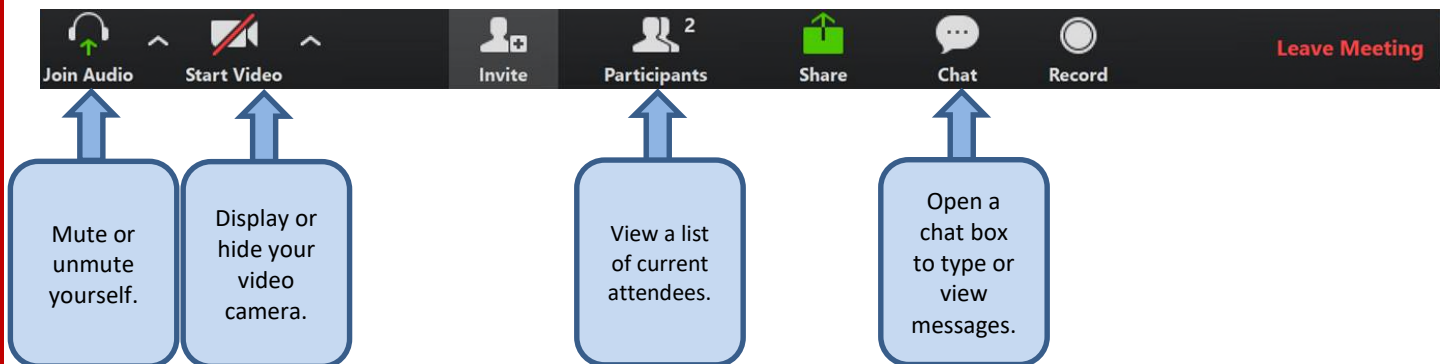 2
Join Audio Start Video Invite Participants Share Chat Record Leave Meeting
Mute or
unmute
yourself.
Display or
hide your
video
camera.
View a list
of current
attendees.
Open a
chat box
to type or
view
messages.